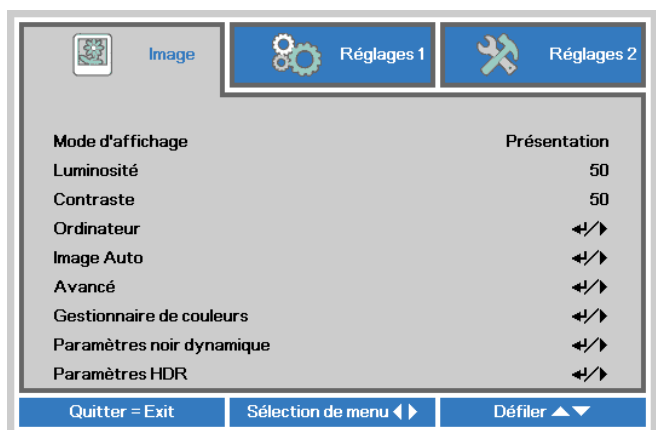 Image Réglages 1 Réglages 2
Mode d'affichage Présentation
Luminosité 50
Contraste 50
Ordinateur ↵/▶
Image Auto ↵/▶
Avancé ↵/▶
Gestionnaire de couleurs ↵/▶
Paramètres noir dynamique ↵/▶
Paramètres HDR ↵/▶
Quitter = Exit Sélection de menu ◀▶ Défiler ▲▼